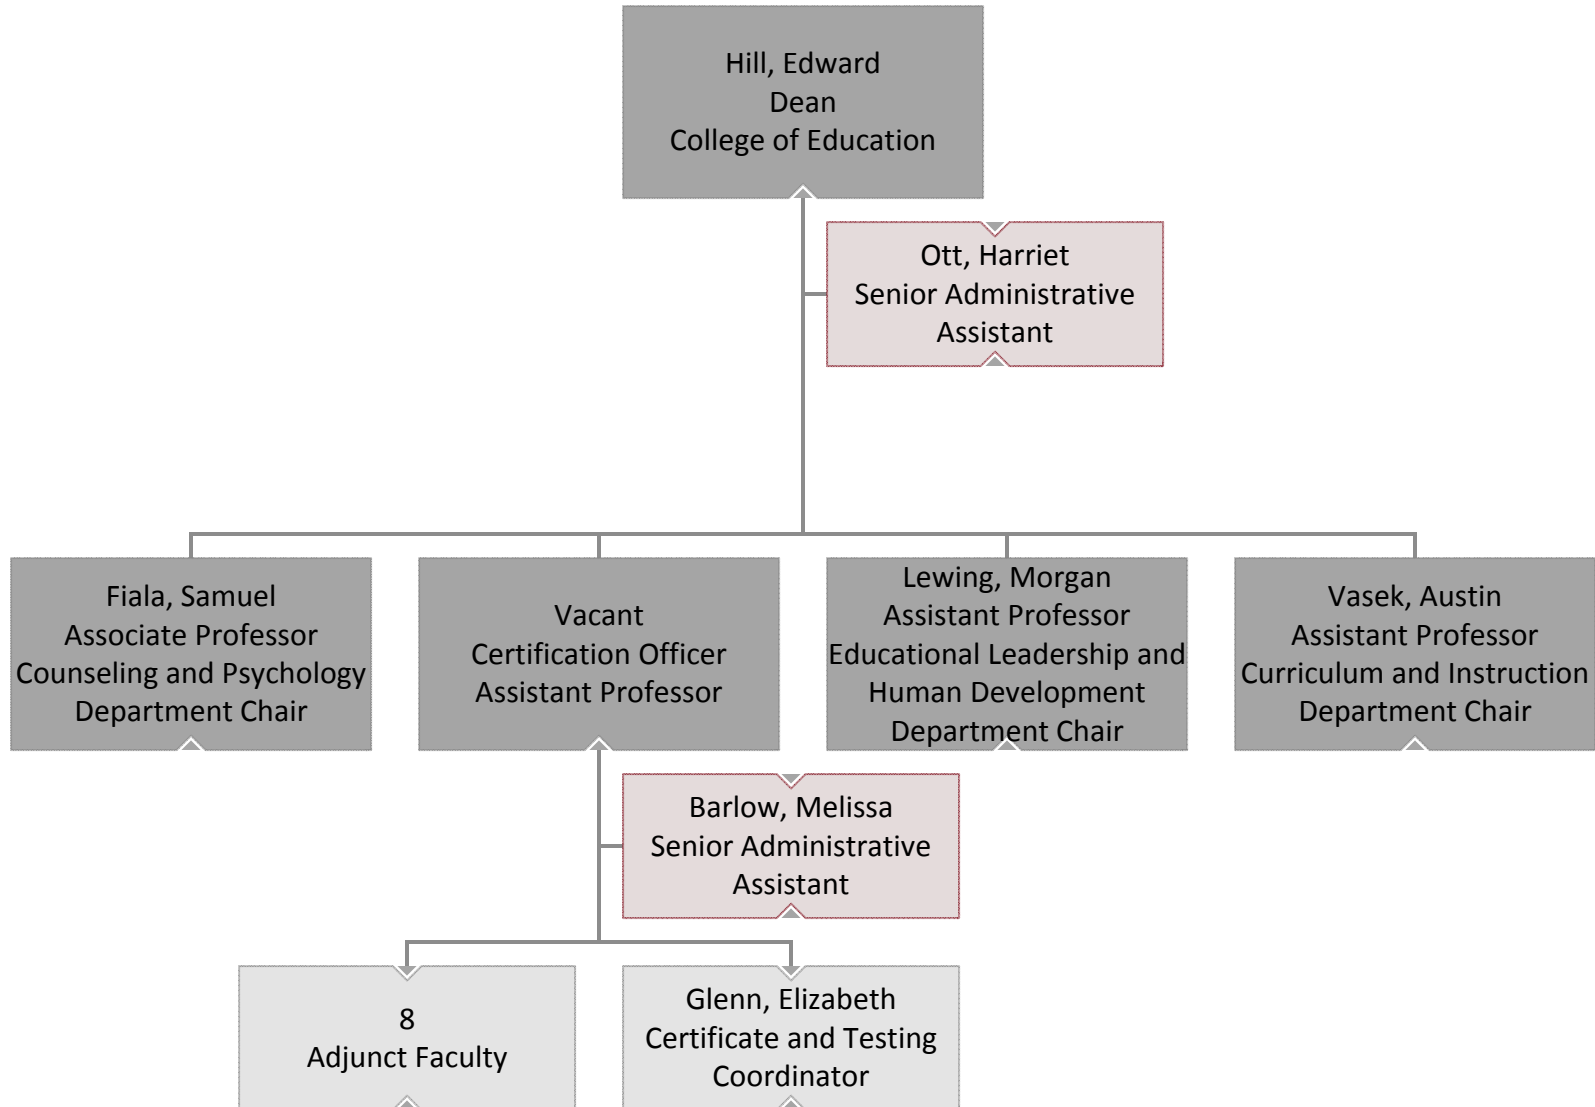 Hill, Edward
Dean
College of Education
Ott, Harriet
Senior Administrative
Assistant
Fiala, Samuel
Associate Professor
Counseling and Psychology
Department Chair
Vacant
Certification Officer
Assistant Professor
Lewing, Morgan
Assistant Professor
Educational Leadership and
Human Development
Department Chair
Vasek, Austin
Assistant Professor
Curriculum and Instruction
Department Chair
Barlow, Melissa
Senior Administrative
Assistant
8
Adjunct Faculty
Glenn, Elizabeth
Certificate and Testing
Coordinator